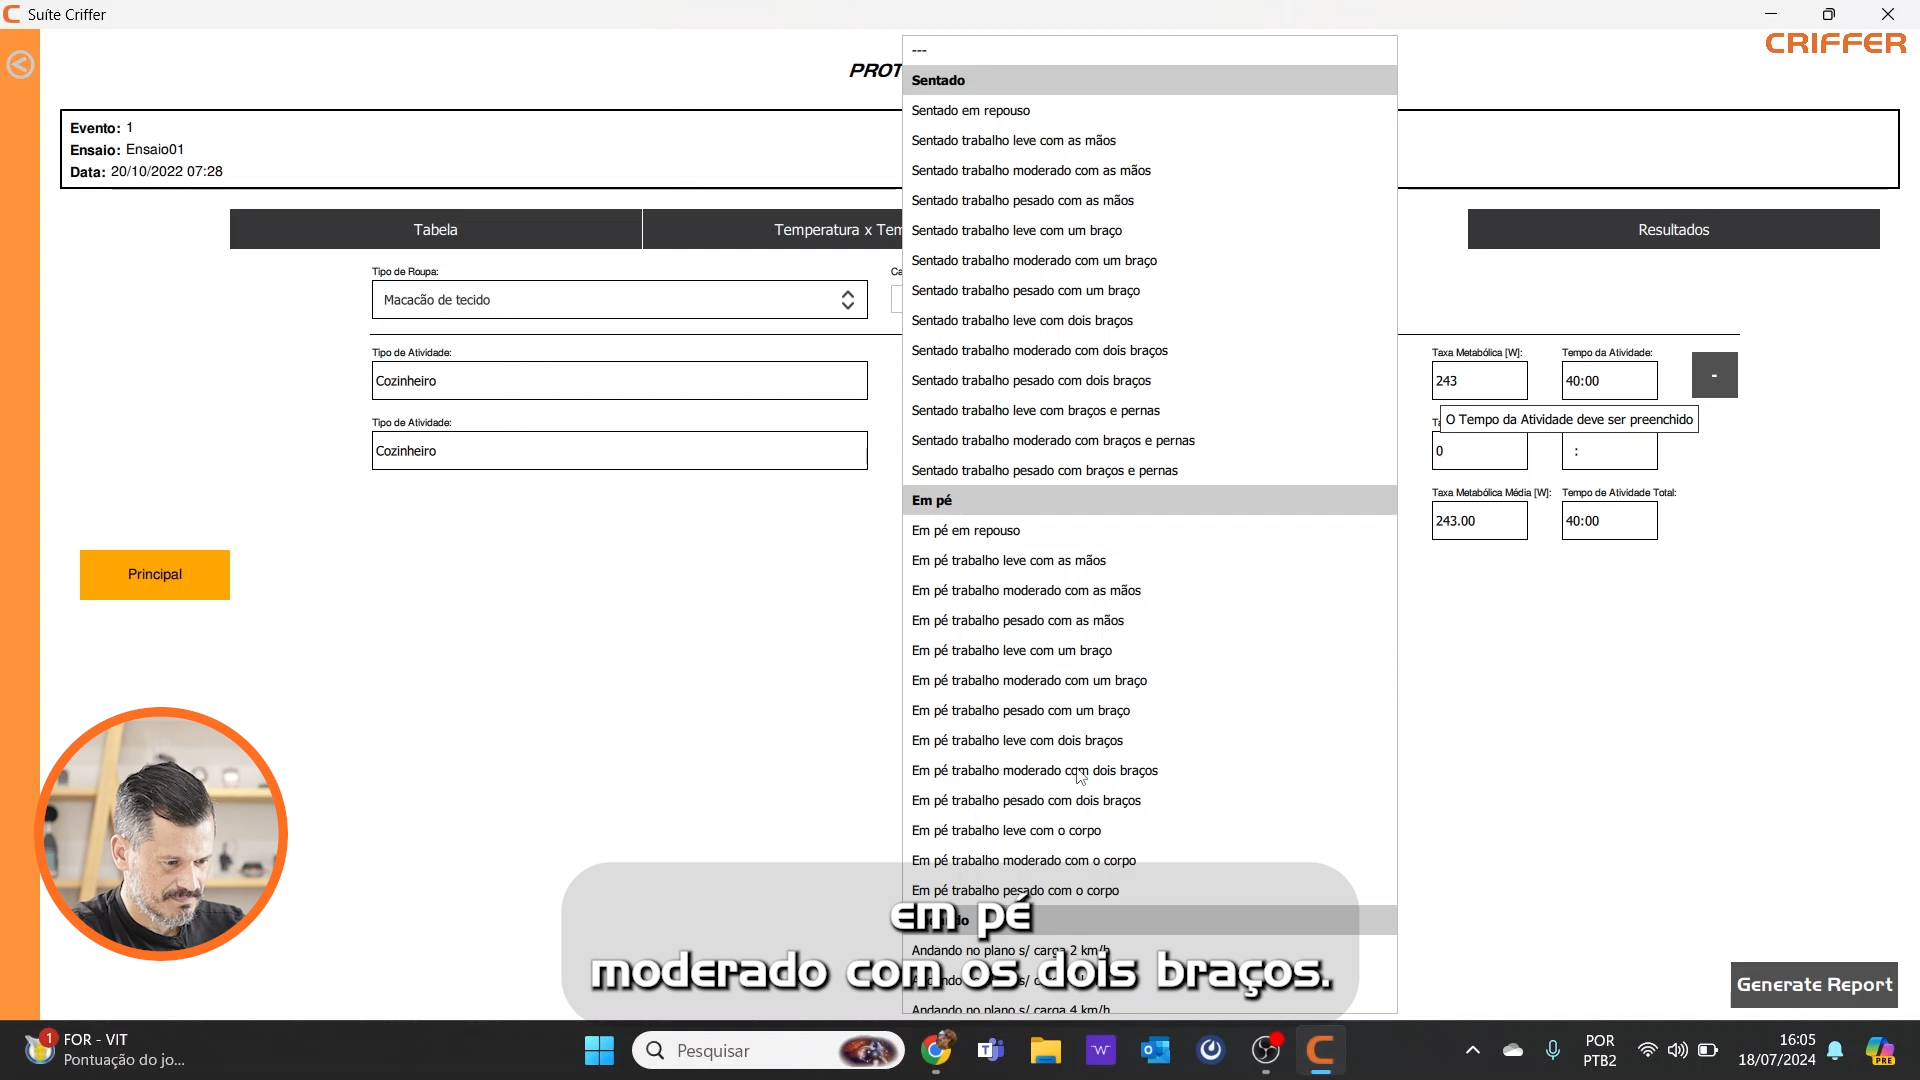 Suíte Criffer
CRIFFER
PROT
Evento: 1
Ensaio: Ensaio01
Data: 20/10/2022 07:28
Tabela
Temperatura x Tem
Resultados
Tipo de Roupa:
Ca
Macacão de tecido
Tipo de Atividade:
Cozinheiro
Tipo de Atividade:
Cozinheiro
---
Sentado
Sentado em repouso
Sentado trabalho leve com as mãos
Sentado trabalho moderado com as mãos
Sentado trabalho pesado com as mãos
Sentado trabalho leve com um braço
Sentado trabalho moderado com um braço
Sentado trabalho pesado com um braço
Sentado trabalho leve com dois braços
Sentado trabalho moderado com dois braços
Sentado trabalho pesado com dois braços
Sentado trabalho leve com braços e pernas
Sentado trabalho moderado com braços e pernas
Sentado trabalho pesado com braços e pernas
Em pé
Em pé em repouso
Em pé trabalho leve com as mãos
Em pé trabalho moderado com as mãos
Em pé trabalho pesado com as mãos
Em pé trabalho leve com um braço
Em pé trabalho moderado com um braço
Em pé trabalho pesado com um braço
Em pé trabalho leve com dois braços
Em pé trabalho moderado com dois braços
Em pé trabalho pesado com dois braços
Em pé trabalho leve com o corpo
Em pé trabalho moderado com o corpo
Em pé trabalho pesado com o corpo
Andando no plano s/ carga 2 km/h
Andando no plano s/ carga 4 km/h
Taxa Metabólica [W]: Tempo da Atividade:
243 40:00 -
O Tempo da Atividade deve ser preenchido
0 :
Taxa Metabólica Média [W]: Tempo de Atividade Total:
243.00 40:00
Principal
em pé
moderado com os dois braços.
Generate Report
1
FOR - VIT
Pontuação do jo...
Pesquisar
POR
PTB2
16:05
18/07/2024
PRE